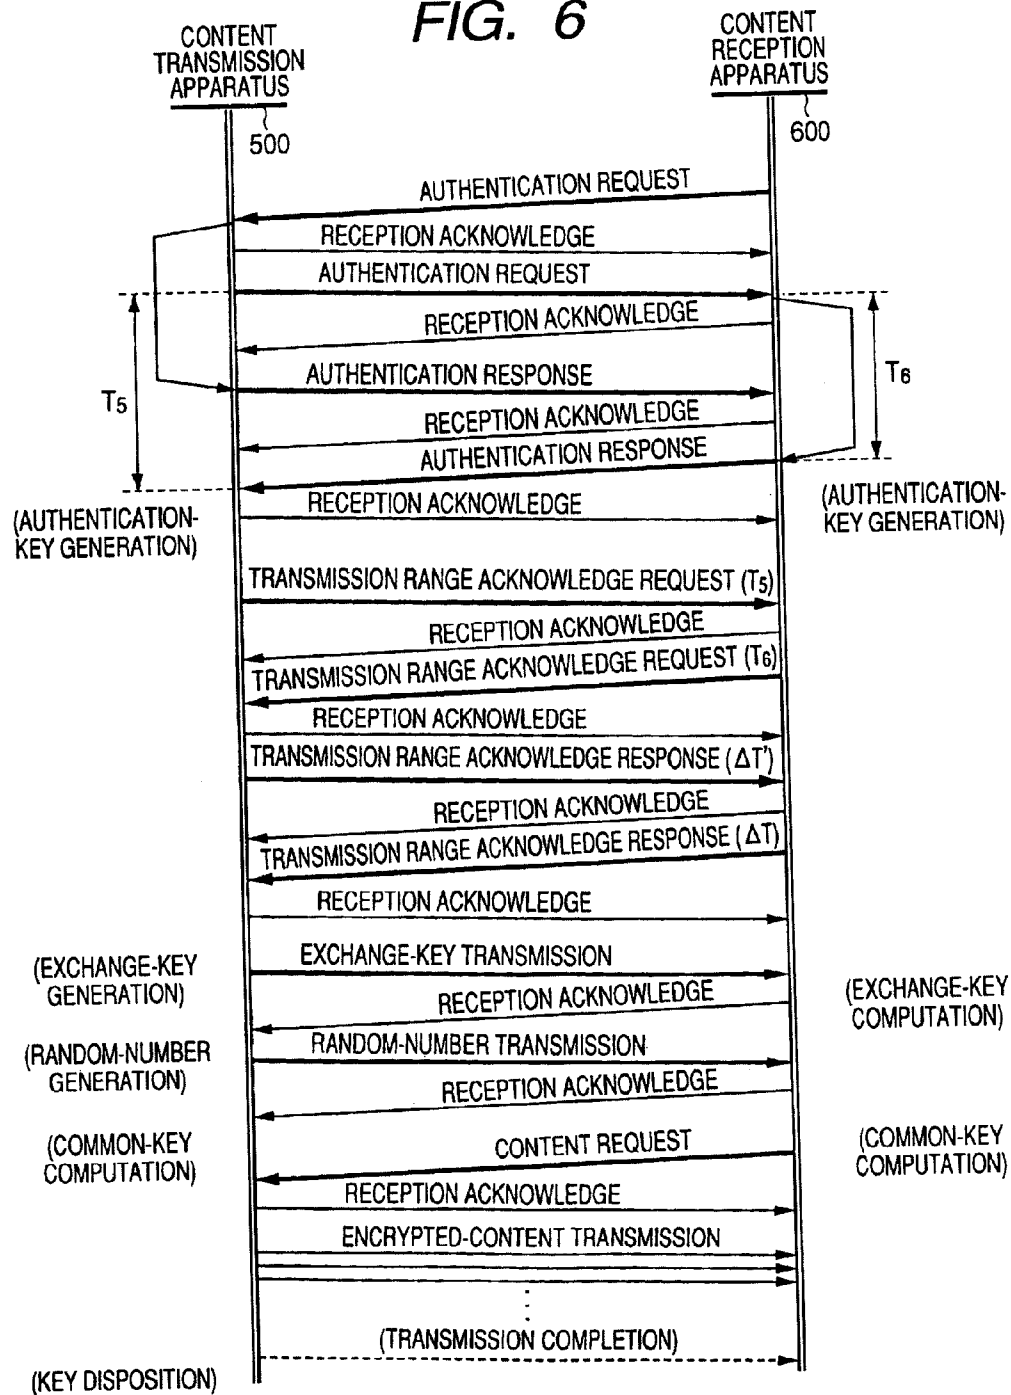 FIG. 6
CONTENT
TRANSMISSION
APPARATUS
500
CONTENT
RECEPTION
APPARATUS
600
AUTHENTICATION REQUEST
RECEPTION ACKNOWLEDGE
AUTHENTICATION REQUEST
RECEPTION ACKNOWLEDGE
T6
AUTHENTICATION RESPONSE
T5
RECEPTION ACKNOWLEDGE
AUTHENTICATION RESPONSE
RECEPTION ACKNOWLEDGE
(AUTHENTICATION-
KEY GENERATION)
(AUTHENTICATION-
KEY GENERATION)
TRANSMISSION RANGE ACKNOWLEDGE REQUEST (T5)
RECEPTION ACKNOWLEDGE
TRANSMISSION RANGE ACKNOWLEDGE REQUEST (T6)
RECEPTION ACKNOWLEDGE
TRANSMISSION RANGE ACKNOWLEDGE RESPONSE (ΔT')
RECEPTION ACKNOWLEDGE
TRANSMISSION RANGE ACKNOWLEDGE RESPONSE (ΔT)
RECEPTION ACKNOWLEDGE
(EXCHANGE-KEY
GENERATION)
EXCHANGE-KEY TRANSMISSION
RECEPTION ACKNOWLEDGE
(EXCHANGE-KEY
COMPUTATION)
(RANDOM-NUMBER
GENERATION)
RANDOM-NUMBER TRANSMISSION
RECEPTION ACKNOWLEDGE
(COMMON-KEY
COMPUTATION)
CONTENT REQUEST
(COMMON-KEY
COMPUTATION)
RECEPTION ACKNOWLEDGE
ENCRYPTED-CONTENT TRANSMISSION
(TRANSMISSION COMPLETION)
(KEY DISPOSITION)